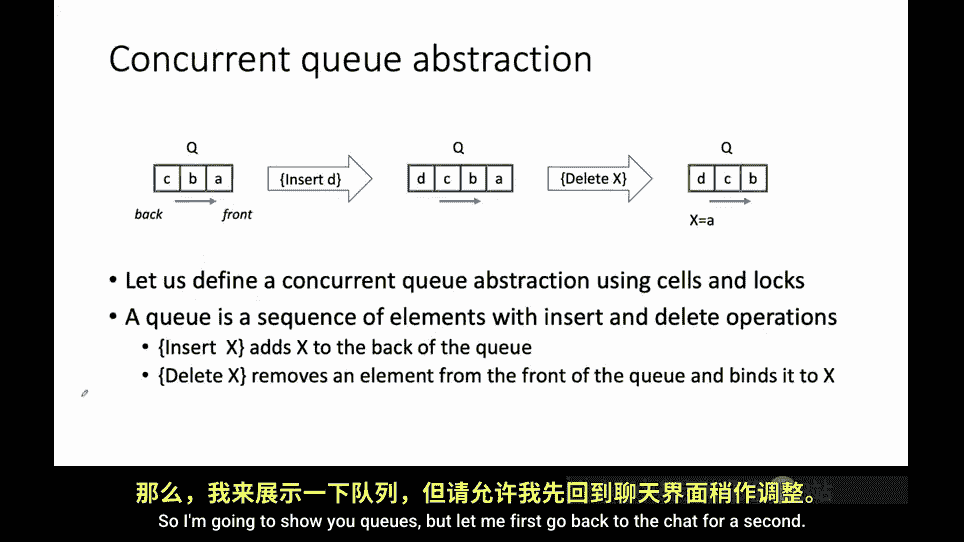 Concurrent queue abstraction
Q
Q
Q
c b a
{Insert d}
d c b a
{Delete X}
d c b
back
front
X=a
• Let us define a concurrent queue abstraction using cells and locks
• A queue is a sequence of elements with insert and delete operations
• {Insert X} adds X to the back of the queue
• {Delete X} removes an element from the front of the queue and binds it to X
那么，我来展示一下队列，但请允许我先回到聊天界面稍作调整。
So I'm going to show you queues, but let me first go back to the chat for a second.